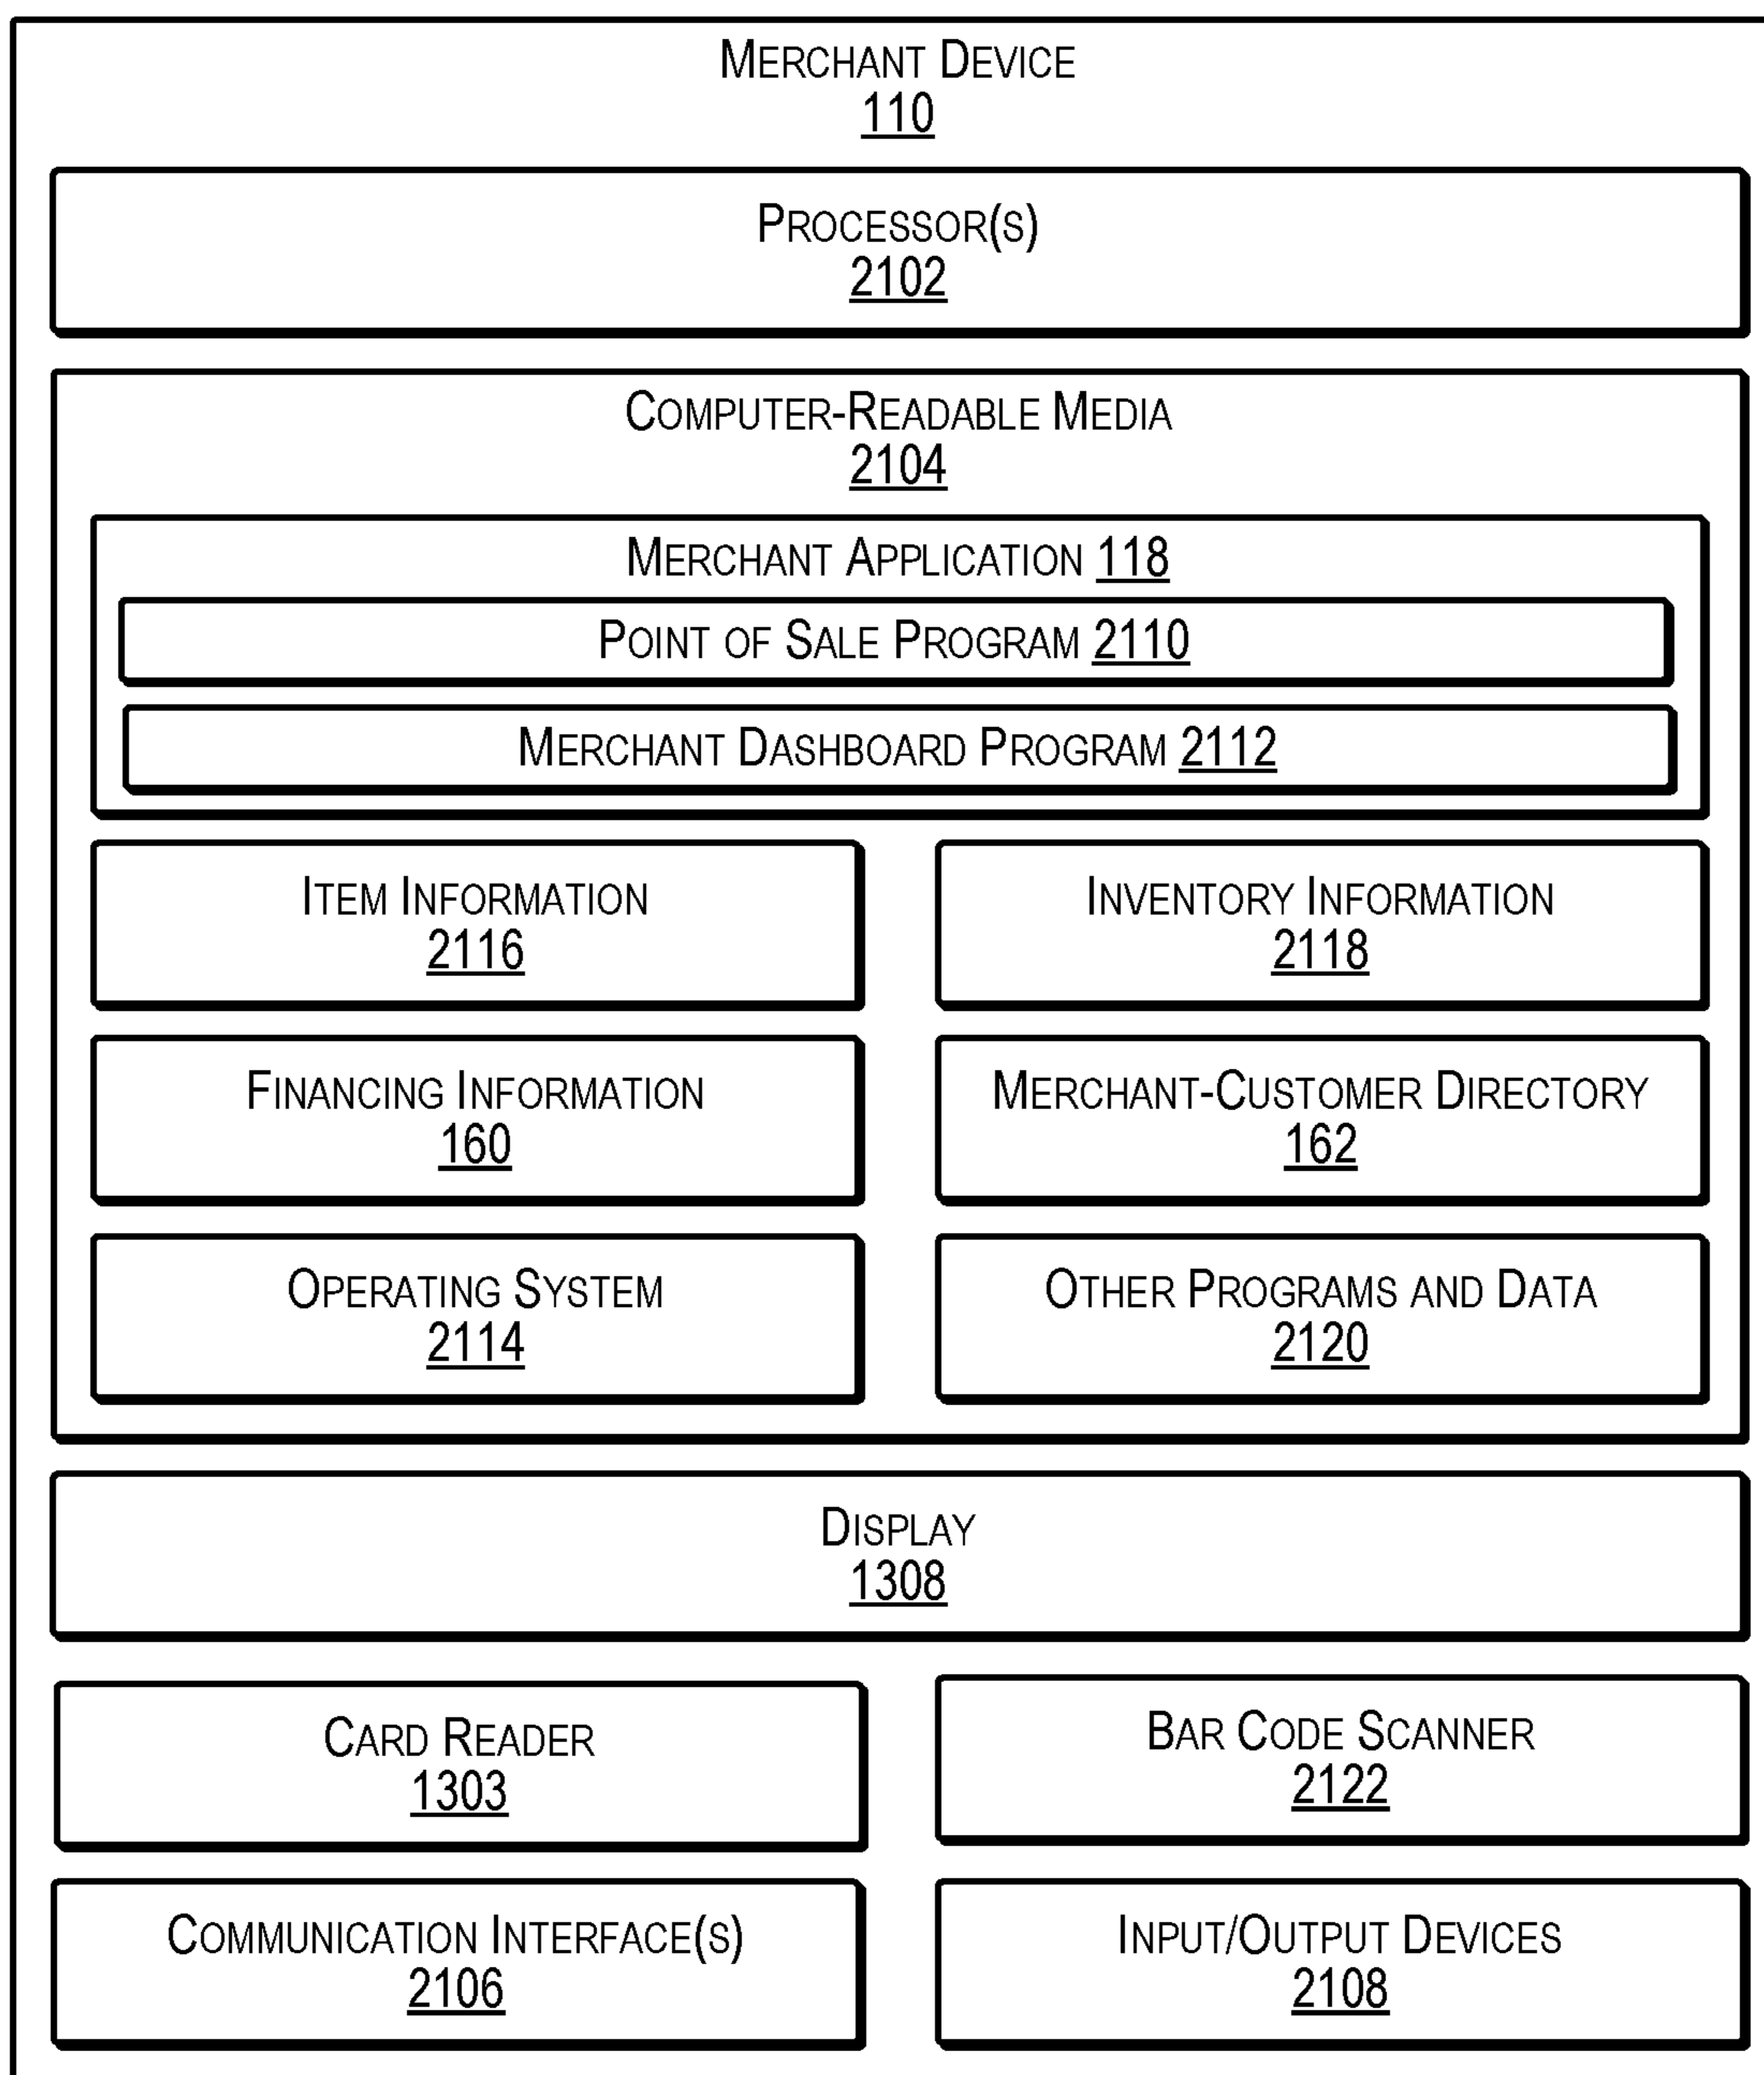 MERCHANT DEVICE
110
PROCESSOR(S)
2102
COMPUTER-READABLE MEDIA
2104
MERCHANT APPLICATION 118
POINT OF SALE PROGRAM 2110
MERCHANT DASHBOARD PROGRAM 2112
ITEM INFORMATION
2116
INVENTORY INFORMATION
2118
FINANCING INFORMATION
160
MERCHANT-CUSTOMER DIRECTORY
162
OPERATING SYSTEM
2114
OTHER PROGRAMS AND DATA
2120
DISPLAY
1308
CARD READER
1303
BAR CODE SCANNER
2122
COMMUNICATION INTERFACE(S)
2106
INPUT/OUTPUT DEVICES
2108